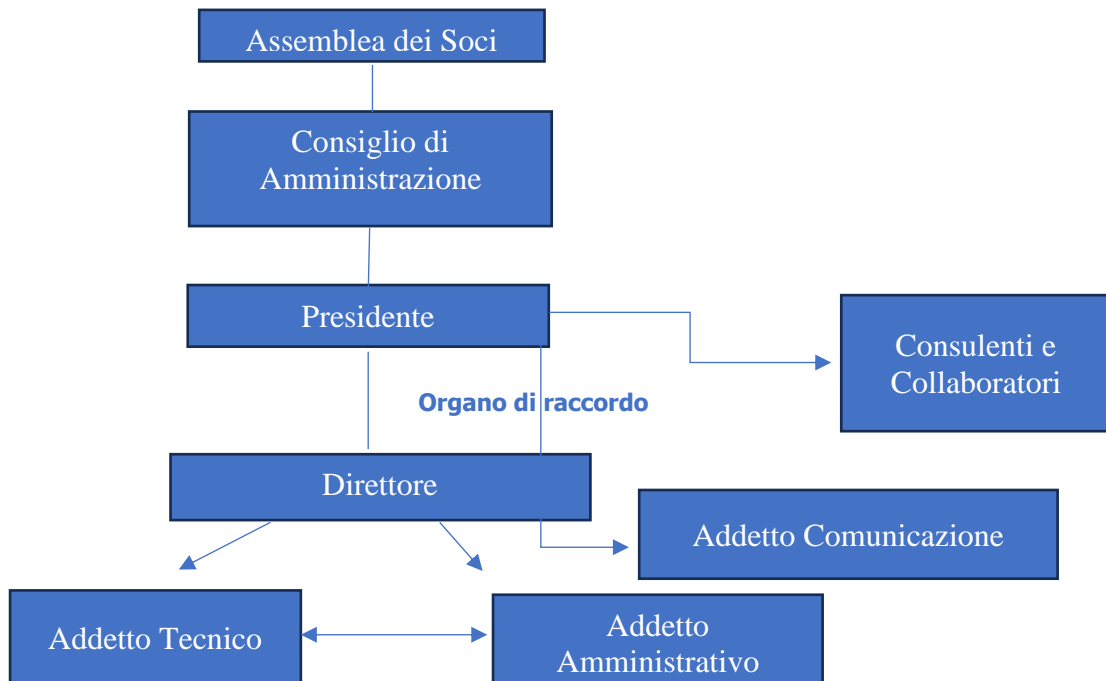 Assemblea dei Soci
Consiglio di
Amministrazione
Presidente
Consulenti e
Collaboratori
Organo di raccordo
Direttore
Addetto Comunicazione
Addetto Tecnico
Addetto
Amministrativo